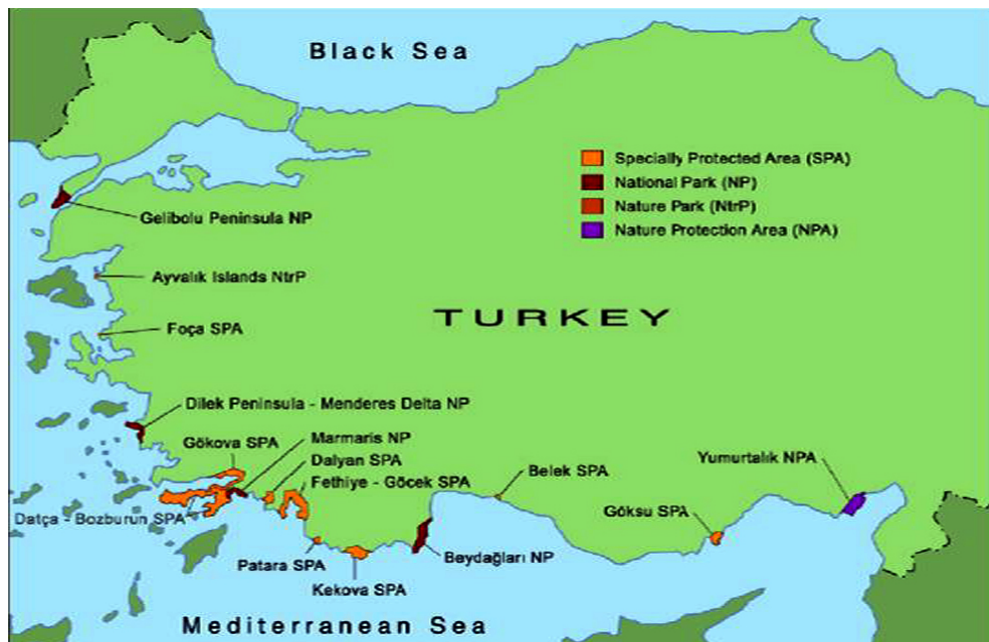 Black Sea
Specially Protected Area (SPA)
National Park (NP)
Nature Park (NtrP)
Nature Protection Area (NPA)
Gelibolu Peninsula NP
Ayvalık Islands NtrP
Foça SPA
TURKEY
Dilek Peninsula - Menderes Delta NP
Gökova SPA
Marmaris NP
Dalyan SPA
Fethiye - Göcek SPA
Belek SPA
Yumurtalık NPA
Datça - Bozburun SPA
Göksu SPA
Patara SPA
Beydağları NP
Kekova SPA
Mediterranean Sea